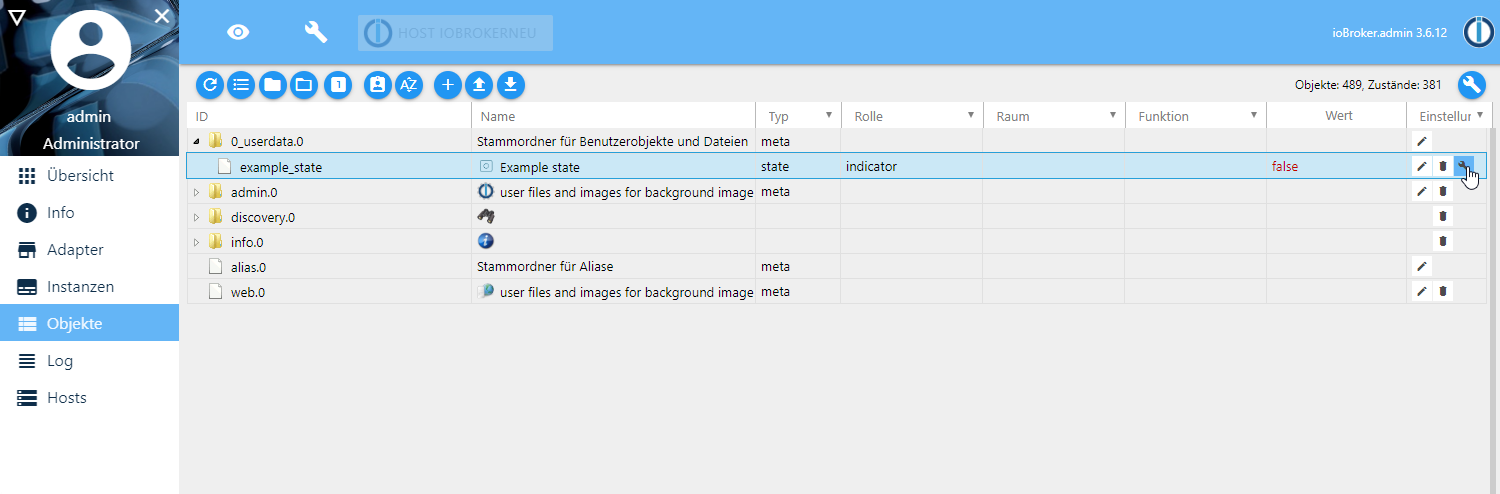 HOST IOBROKERNEU
ioBroker.admin 3.6.12
admin
Administrator
Übersicht
Info
Adapter
Instanzen
Objekte
Log
Hosts
1
AZ
Objekte: 489, Zustände: 381
ID Name Typ Rolle Raum Funktion Wert Einstellur
0_userdata.0 Stammordner für Benutzerobjekte und Dateien meta
example_state Example state state indicator false
admin.0 user files and images for background image meta
discovery.0
info.0
alias.0 Stammordner für Aliase meta
web.0 user files and images for background image meta